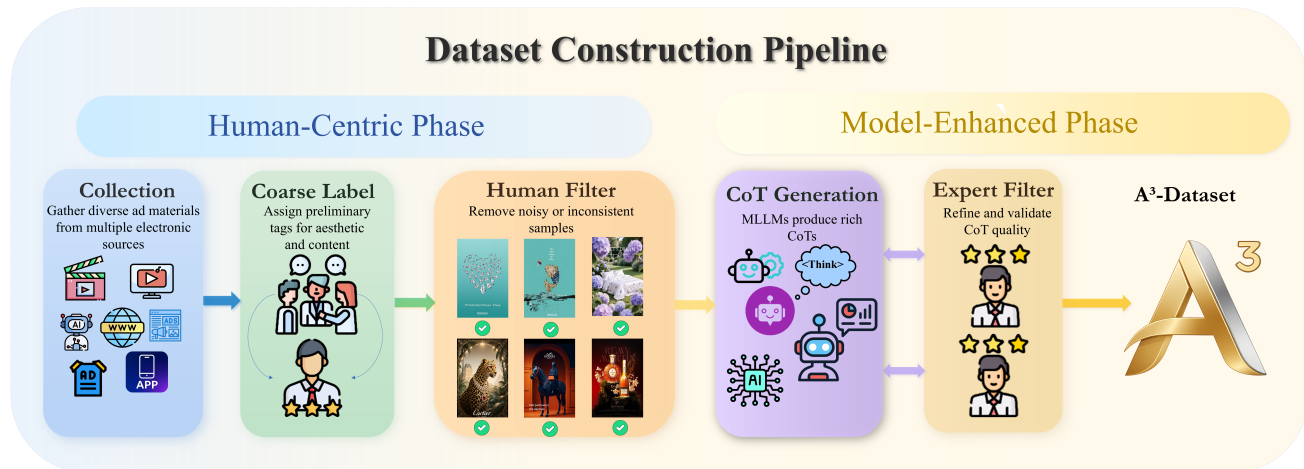 Dataset Construction Pipeline
Human-Centric Phase
Model-Enhanced Phase
Collection
Gather diverse ad materials
from multiple electronic
sources
AI
WWW
ADS
AD
APP
Coarse Label
Assign preliminary
tags for aesthetic
and content
Human Filter
Remove noisy or inconsistent
samples
Cartier
CoT Generation
MLLMs produce rich
CoTs
<Think>
AI
Expert Filter
Refine and validate
CoT quality
A³-Dataset
A3